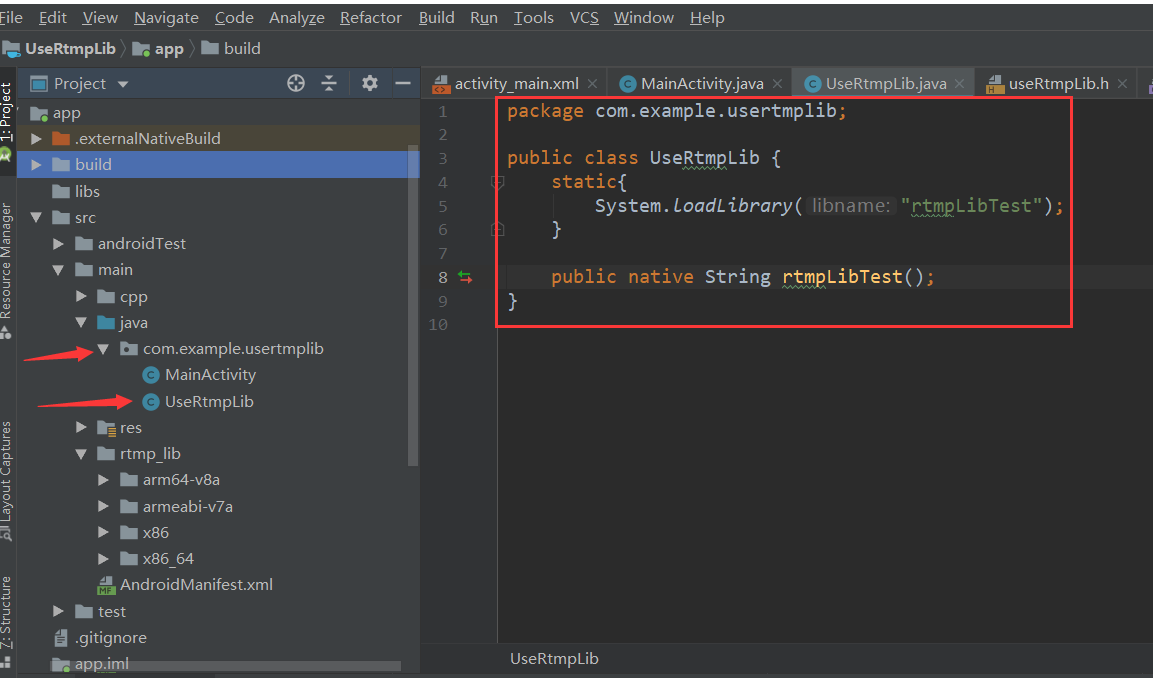 File Edit View Navigate Code Analyze Refactor Build Run Tools VCS Window Help
UseRtmpLib app build
Project
activity_main.xml MainActivity.java UseRtmpLib.java useRtmpLib.h
1: Project
Resource Manager
Layout Captures
7: Structure
app
.externalNativeBuild
build
libs
src
androidTest
main
cpp
java
com.example.usertmplib
MainActivity
UseRtmpLib
res
rtmp_lib
arm64-v8a
armeabi-v7a
x86
x86_64
AndroidManifest.xml
test
.gitignore
app.iml
1 package com.example.usertmplib;
2
3 public class UseRtmpLib {
4 static{
5 System.loadLibrary( libname: "rtmpLibTest");
6 }
7
8 public native String rtmpLibTest();
9 }
10
UseRtmpLib